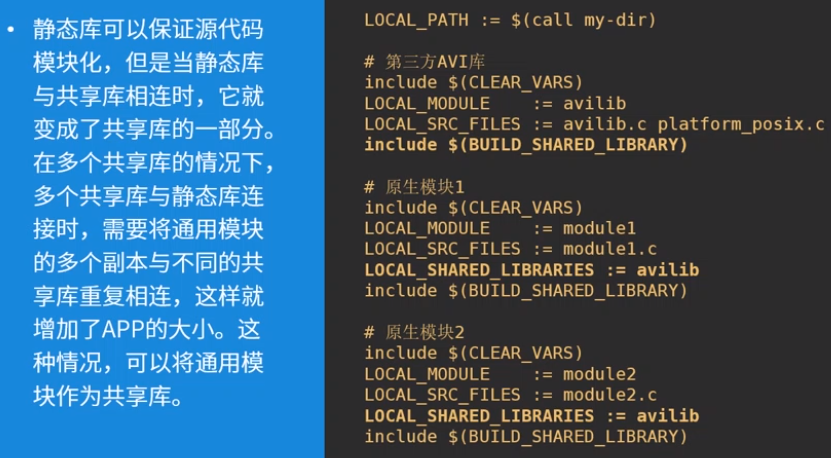 • 静态库可以保证源代码
模块化，但是当静态库
与共享库相连时，它就
变成了共享库的一部分。
在多个共享库的情况下，
多个共享库与静态库连
接时，需要将通用模块
的多个副本与不同的共
享库重复相连，这样就
增加了APP的大小。这
种情况，可以将通用模
块作为共享库。
LOCAL_PATH := $(call my-dir)
# 第三方AVI库
include $(CLEAR_VARS)
LOCAL_MODULE    := avilib
LOCAL_SRC_FILES := avilib.c platform_posix.c
include $(BUILD_SHARED_LIBRARY)
# 原生模块1
include $(CLEAR_VARS)
LOCAL_MODULE    := module1
LOCAL_SRC_FILES := module1.c
LOCAL_SHARED_LIBRARIES := avilib
include $(BUILD_SHARED_LIBRARY)
# 原生模块2
include $(CLEAR_VARS)
LOCAL_MODULE    := module2
LOCAL_SRC_FILES := module2.c
LOCAL_SHARED_LIBRARIES := avilib
include $(BUILD_SHARED_LIBRARY)